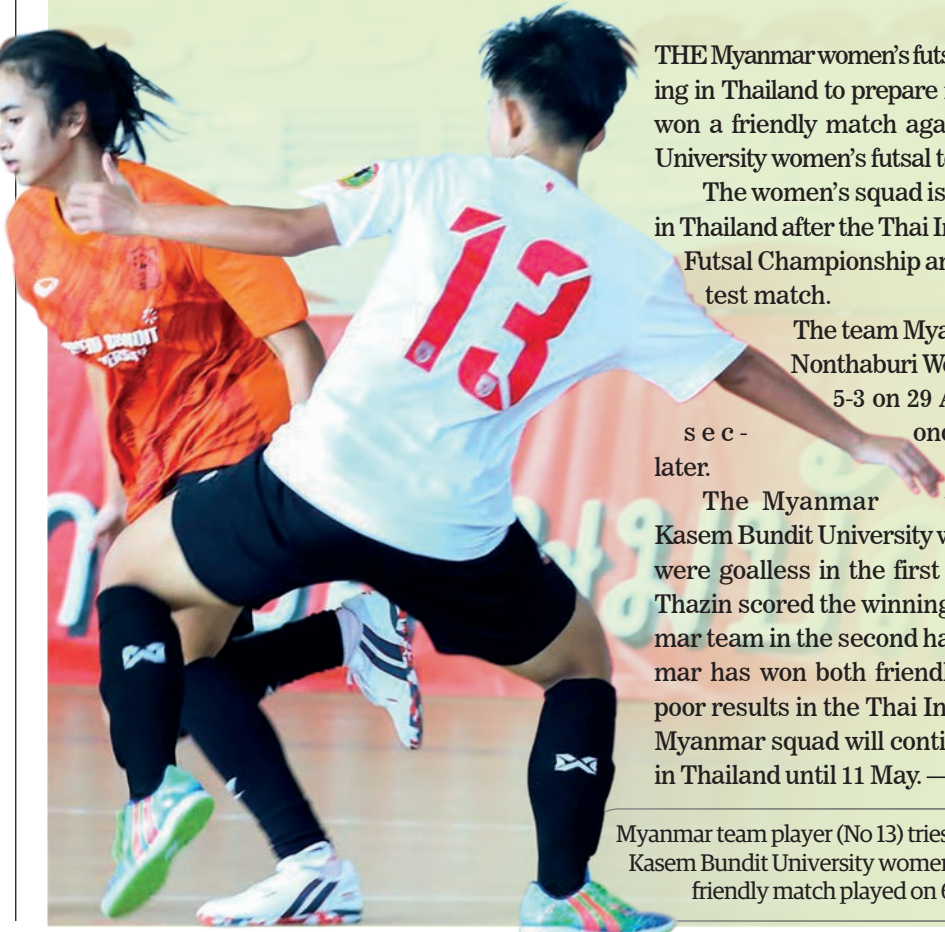 THE Myanmar women's futs
ing in Thailand to prepare
won a friendly match aga
University women's futsal t
The women's squad is
in Thailand after the Thai In
Futsal Championship an
test match.
The team Mya
Nonthaburi Wo
5-3 on 29 A
sec-
one
later.
The Myanmar
Kasem Bundit University w
were goalless in the first
Thazin scored the winning
mar team in the second ha
mar has won both friendl
poor results in the Thai In
Myanmar squad will conti
in Thailand until 11 May. —
Myanmar team player (No 13) tries
Kasem Bundit University women
friendly match played on 6
13
BUNDIT